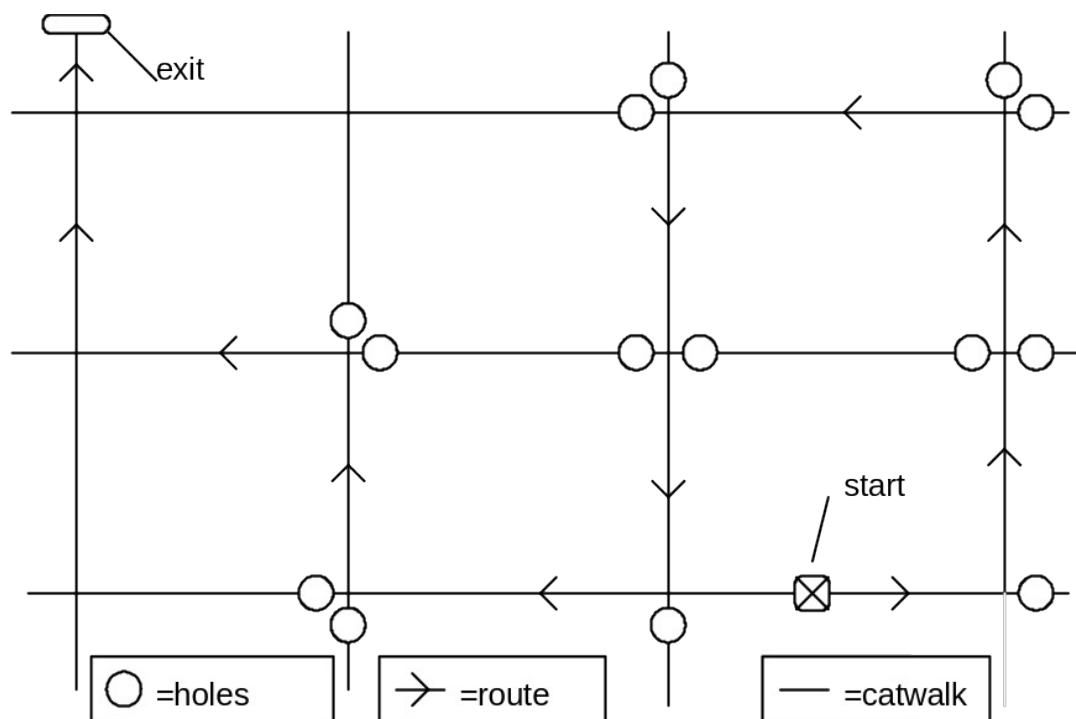 exit
start
=holes
=route
=catwalk